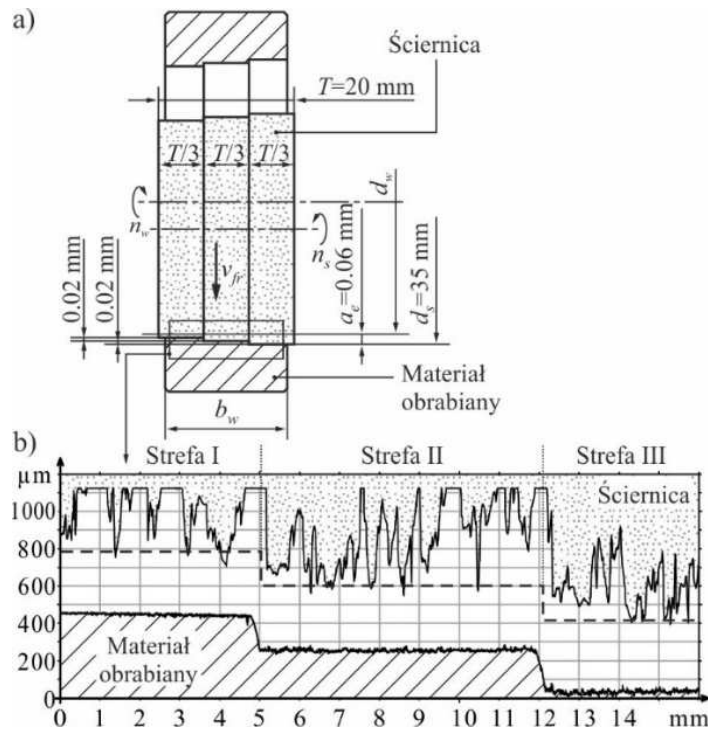 a)
Ściernica
T=20 mm
T/3 T/3 T/3
d_w
n_w
n_s
v_fr
0.02 mm
0.02 mm
a_e=0.06 mm
d_s=35 mm
Materiał
obrabiany
b_w
b)
Strefa I Strefa II Strefa III
µm
Ściernica
1000
800
600
400
200
0
Materiał
obrabiany
0 1 2 3 4 5 6 7 8 9 10 11 12 13 14 mm